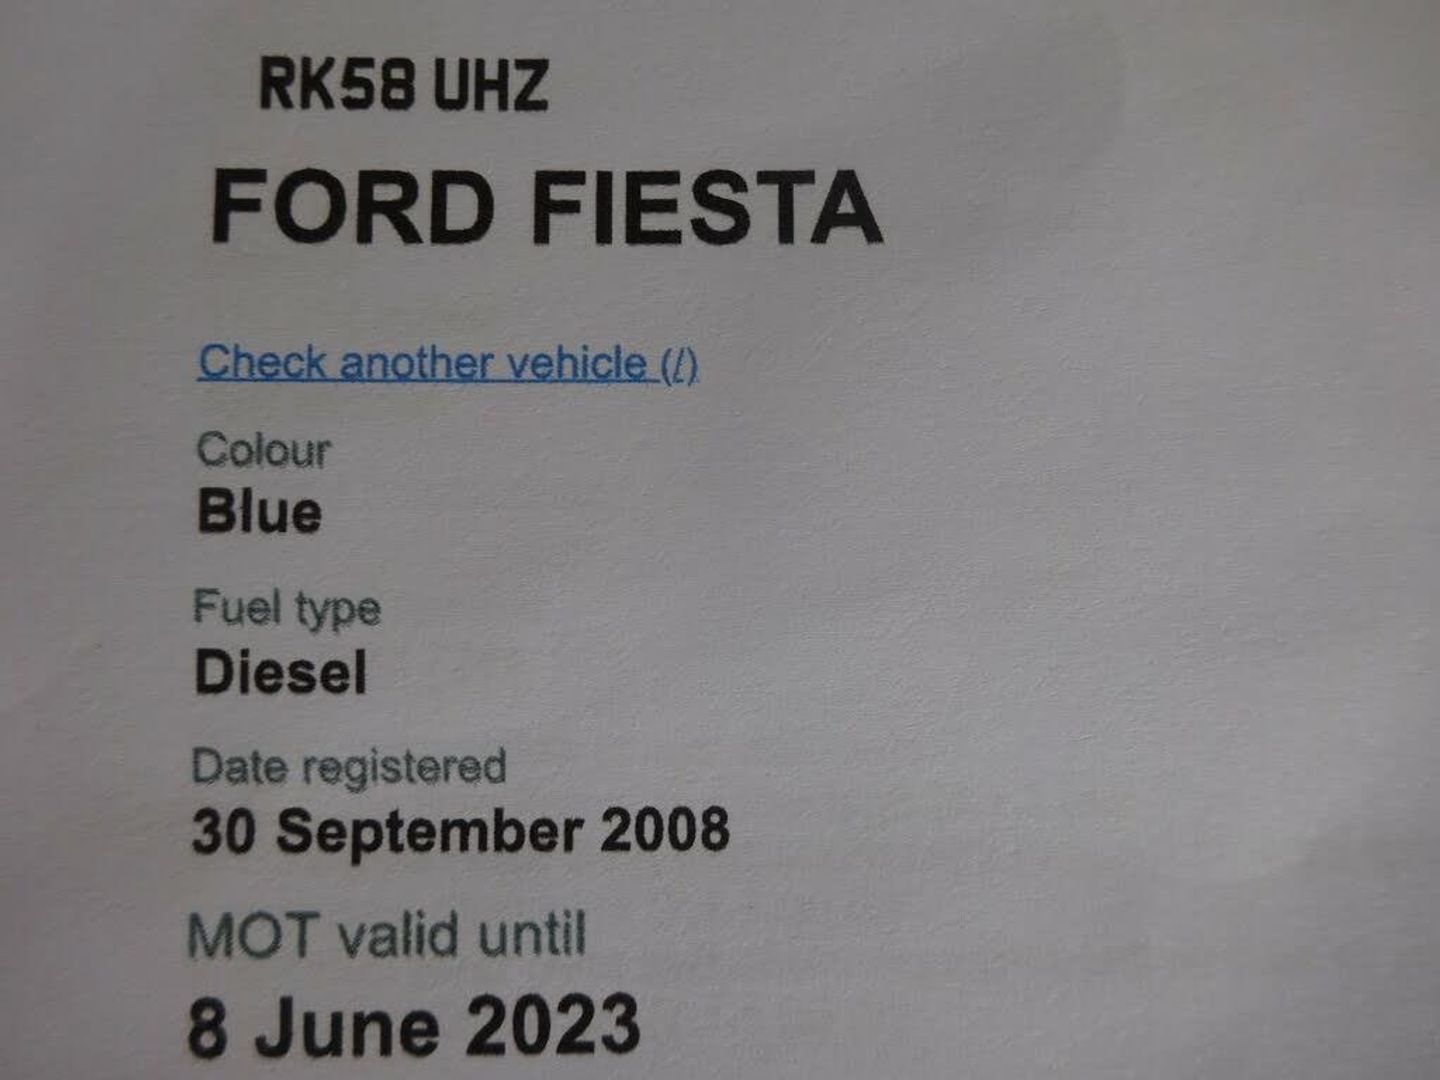 RK58 UHZ
FORD FIESTA
Check another vehicle (/)
Colour
Blue
Fuel type
Diesel
Date registered
30 September 2008
MOT valid until
8 June 2023